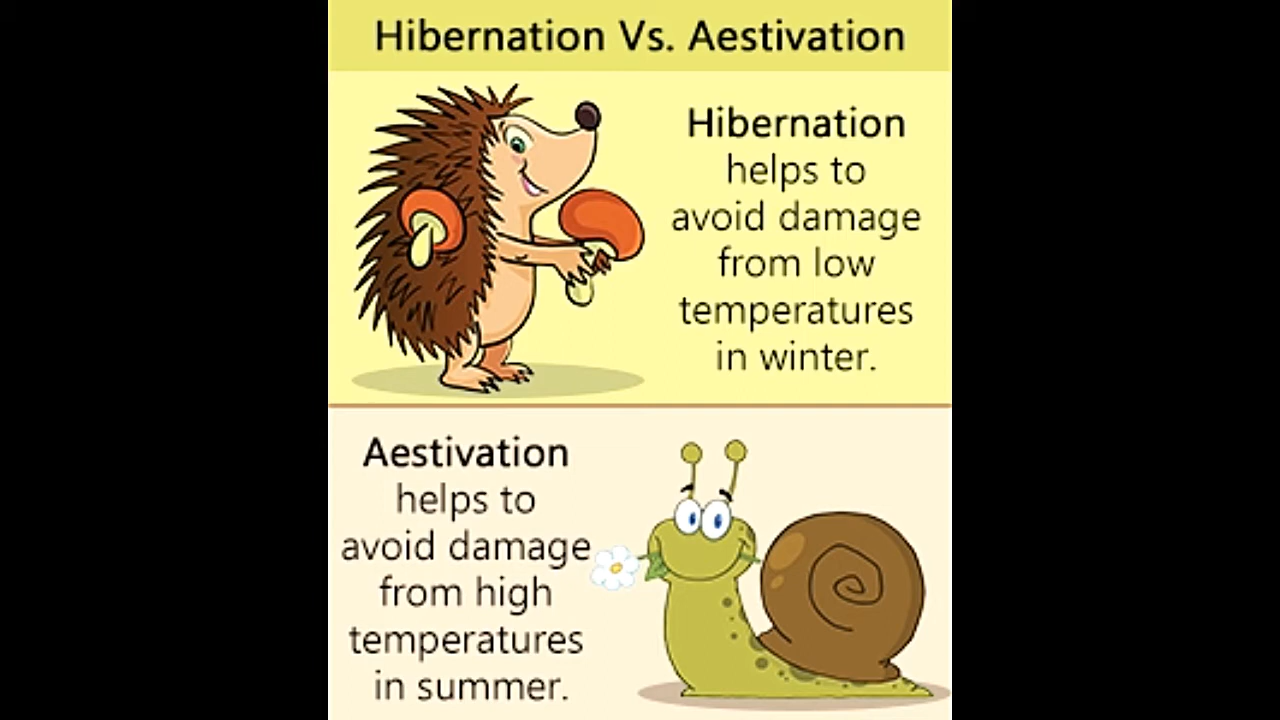 Hibernation Vs. Aestivation
Hibernation
helps to
avoid damage
from low
temperatures
in winter.
Aestivation
helps to
avoid damage
from high
temperatures
in summer.